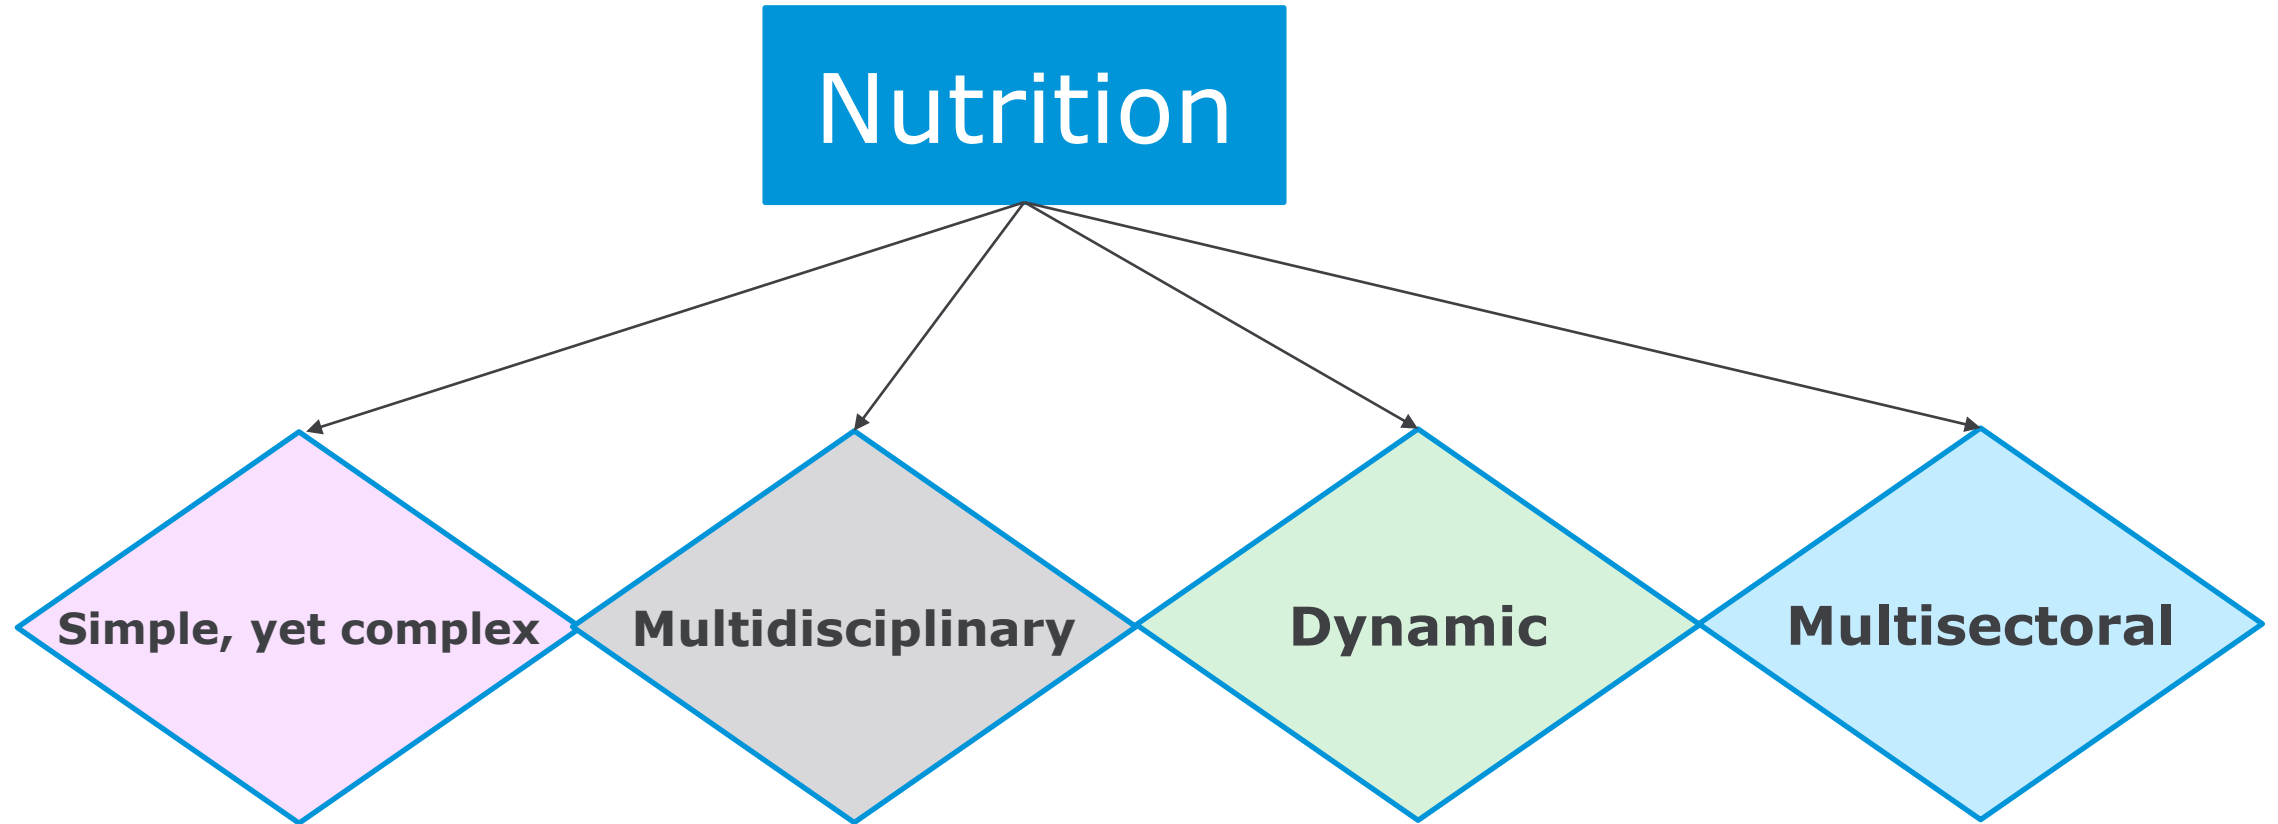 Nutrition
Simple, yet complex
Multidisciplinary
Dynamic
Multisectoral